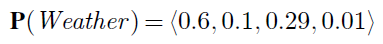 P(Weather) = ⟨0.6, 0.1, 0.29, 0.01⟩